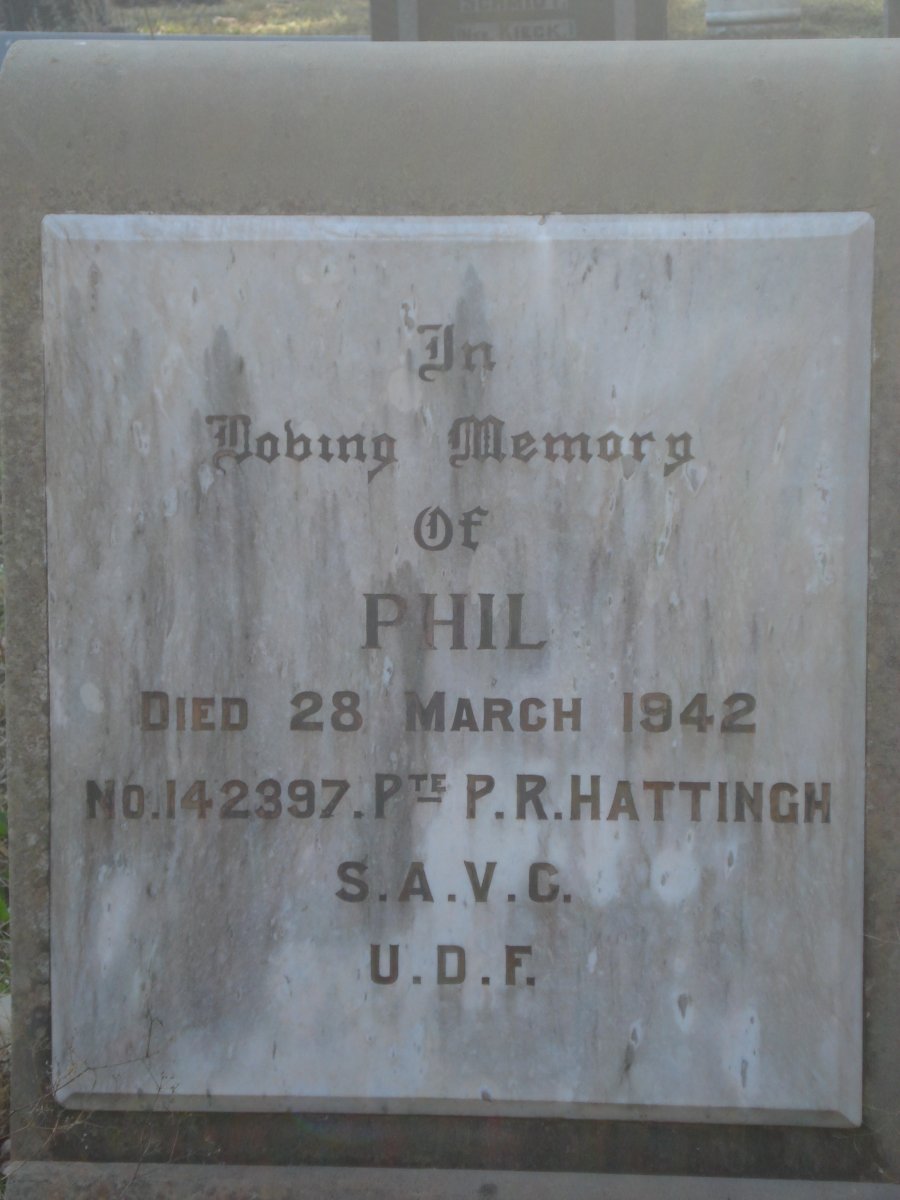 In
Loving Memory
Of
PHIL
DIED 28 MARCH 1942
NO.142397.PTE P.R.HATTINGH
S.A.V.C.
U.D.F.